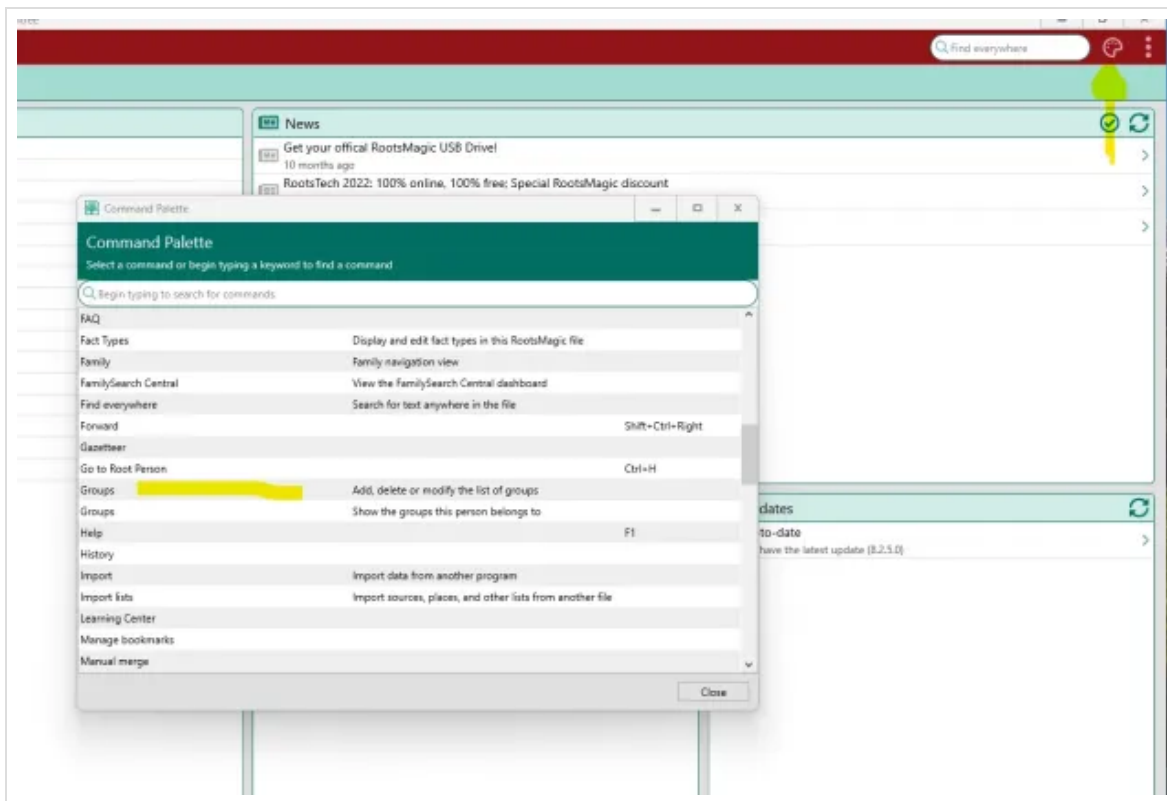 Find everywhere
News
Get your offical RootsMagic USB Drive!
10 months ago
RootsTech 2022: 100% online, 100% free; Special RootsMagic discount
Command Palette
Command Palette
Select a command or begin typing a keyword to find a command
Begin typing to search for commands
FAQ
Fact Types Display and edit fact types in this RootsMagic file
Family Family navigation view
FamilySearch Central View the FamilySearch Central dashboard
Find everywhere Search for text anywhere in the file
Forward Shift+Ctrl+Right
Gazetteer
Go to Root Person Ctrl+H
Groups Add, delete or modify the list of groups
Groups Show the groups this person belongs to
Help F1
History
Import Import data from another program
Import lists Import sources, places, and other lists from another file
Learning Center
Manage bookmarks
Manual merge
Close
dates
-to-date
have the latest update (8.2.5.0)